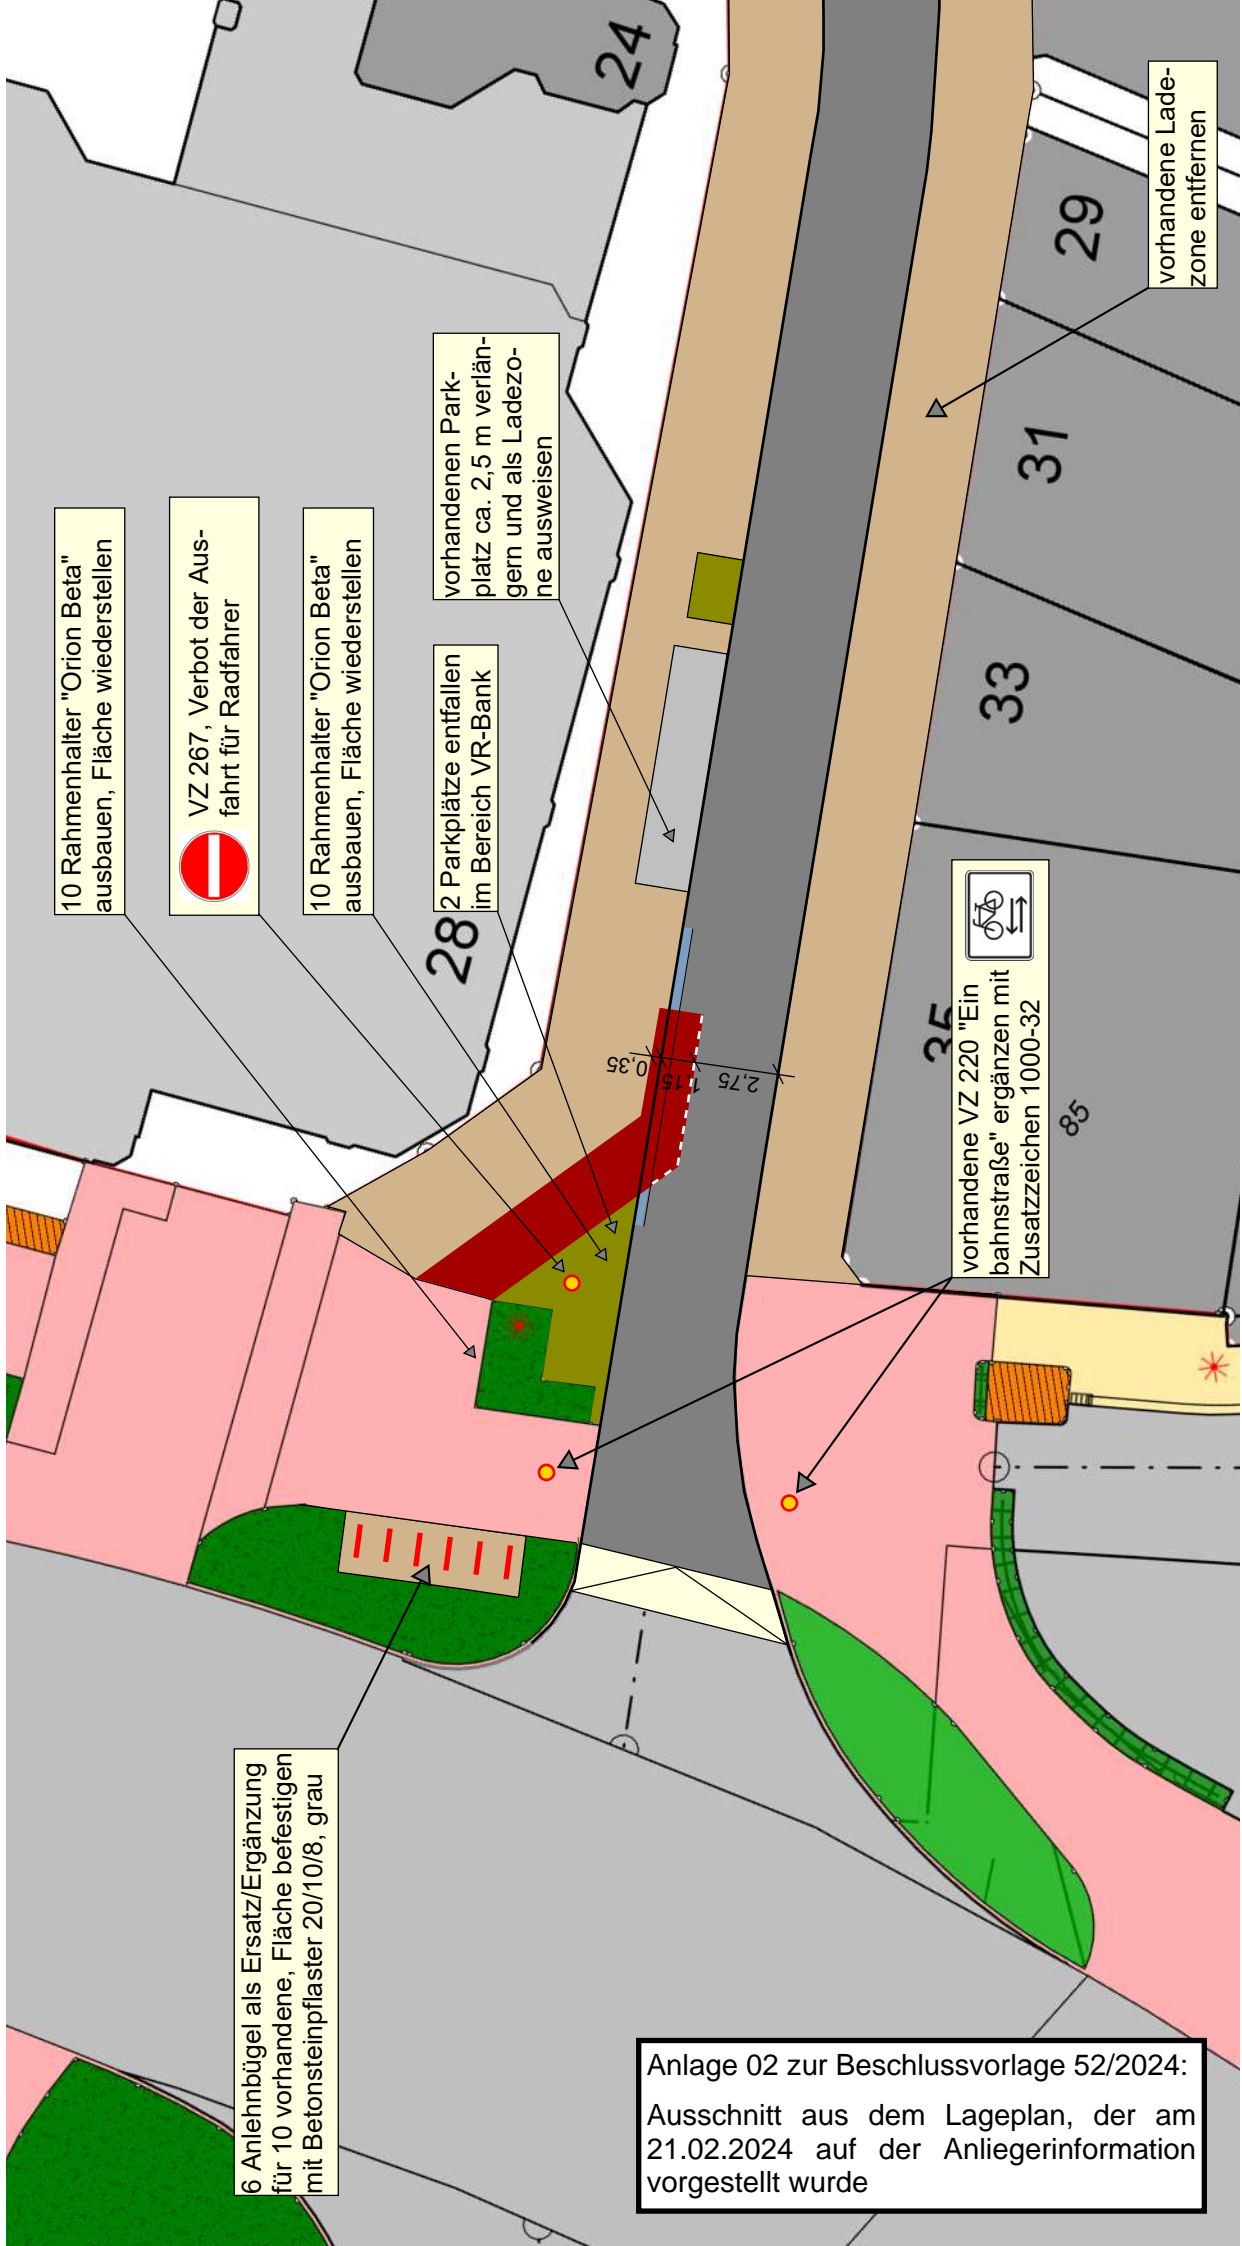 10 Rahmenhalter "Orion Beta"
ausbauen, Fläche wiederstellen
VZ 267, Verbot der Aus-
fahrt für Radfahrer
10 Rahmenhalter "Orion Beta"
ausbauen, Fläche wiederstellen
2 Parkplätze entfallen
im Bereich VR-Bank
vorhandenen Park-
platz ca. 2,5 m verlän-
gern und als Ladezo-
ne ausweisen
vorhandene Lade-
zone entfernen
vorhandene VZ 220 "Ein
bahnstraße" ergänzen mit
Zusatzzeichen 1000-32
6 Anlehnbügel als Ersatz/Ergänzung
für 10 vorhandene, Fläche befestigen
mit Betonsteinpflaster 20/10/8, grau
24
28
29
31
33
35
85
0,35
1,15
2,75
Anlage 02 zur Beschlussvorlage 52/2024:
Ausschnitt aus dem Lageplan, der am
21.02.2024 auf der Anliegerinformation
vorgestellt wurde